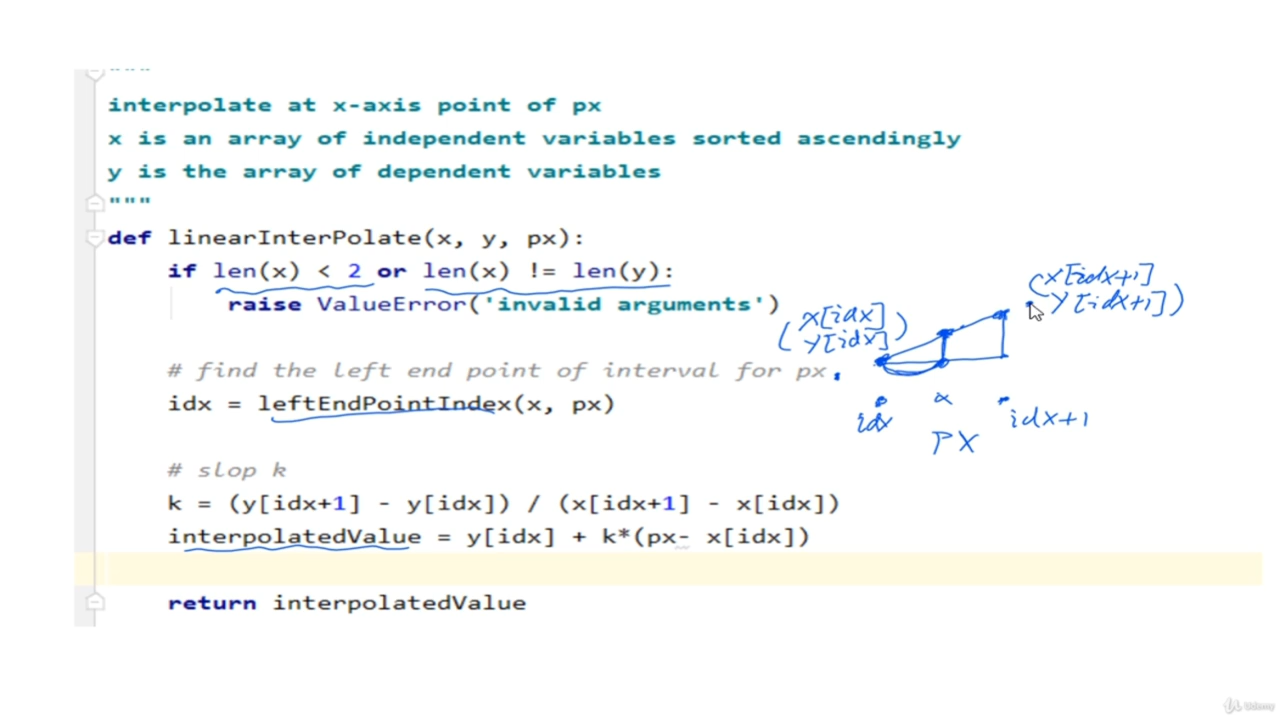 """
interpolate at x-axis point of px
x is an array of independent variables sorted ascendingly
y is the array of dependent variables
"""
def linearInterPolate(x, y, px):
if len(x) < 2 or len(x) != len(y):
raise ValueError('invalid arguments')
(x[idx]
y[idx])
(x[idx+1]
y[idx+1])
# find the left end point of interval for px.
idx = leftEndPointIndex(x, px)
idx
x
PX
idx+1
# slop k
k = (y[idx+1] - y[idx]) / (x[idx+1] - x[idx])
interpolatedValue = y[idx] + k*(px- x[idx])
return interpolatedValue
Udemy